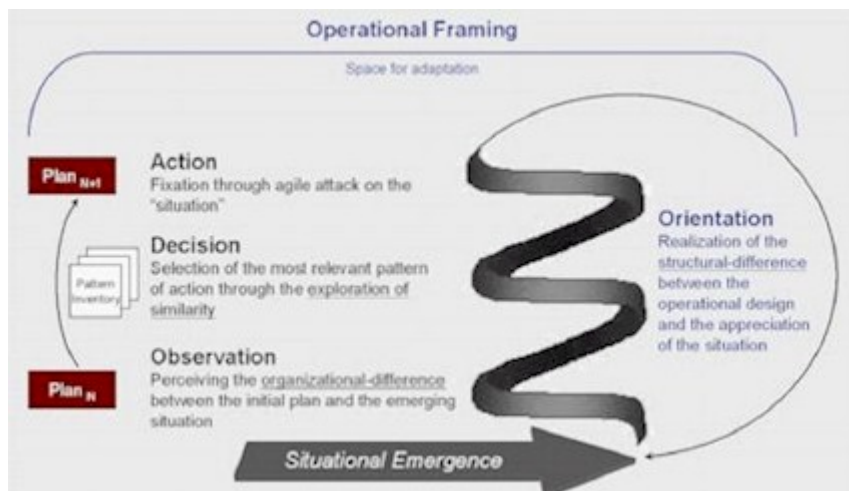 Operational Framing
Space for adaptation
Plan N+1
Action
Fixation through agile attack on the
"situation"
Pattern
Inventory
Decision
Selection of the most relevant pattern
of action through the exploration of
similarity
Plan N
Observation
Perceiving the organizational-difference
between the initial plan and the emerging
situation
Orientation
Realization of the
structural-difference
between the
operational design
and the appreciation
of the situation
Situational Emergence